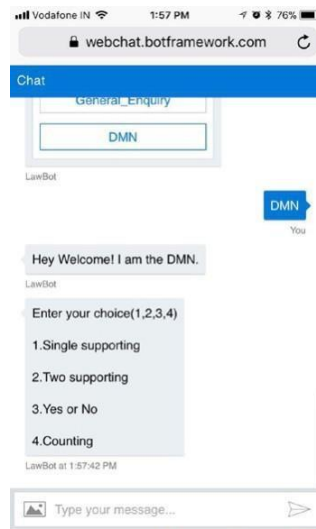 Vodafone IN 1:57 PM 76%
webchat.botframework.com
Chat
General_Enquiry
DMN
LawBot
DMN
You
Hey Welcome! I am the DMN.
LawBot
Enter your choice(1,2,3,4)
1.Single supporting
2.Two supporting
3.Yes or No
4.Counting
LawBot at 1:57:42 PM
Type your message...